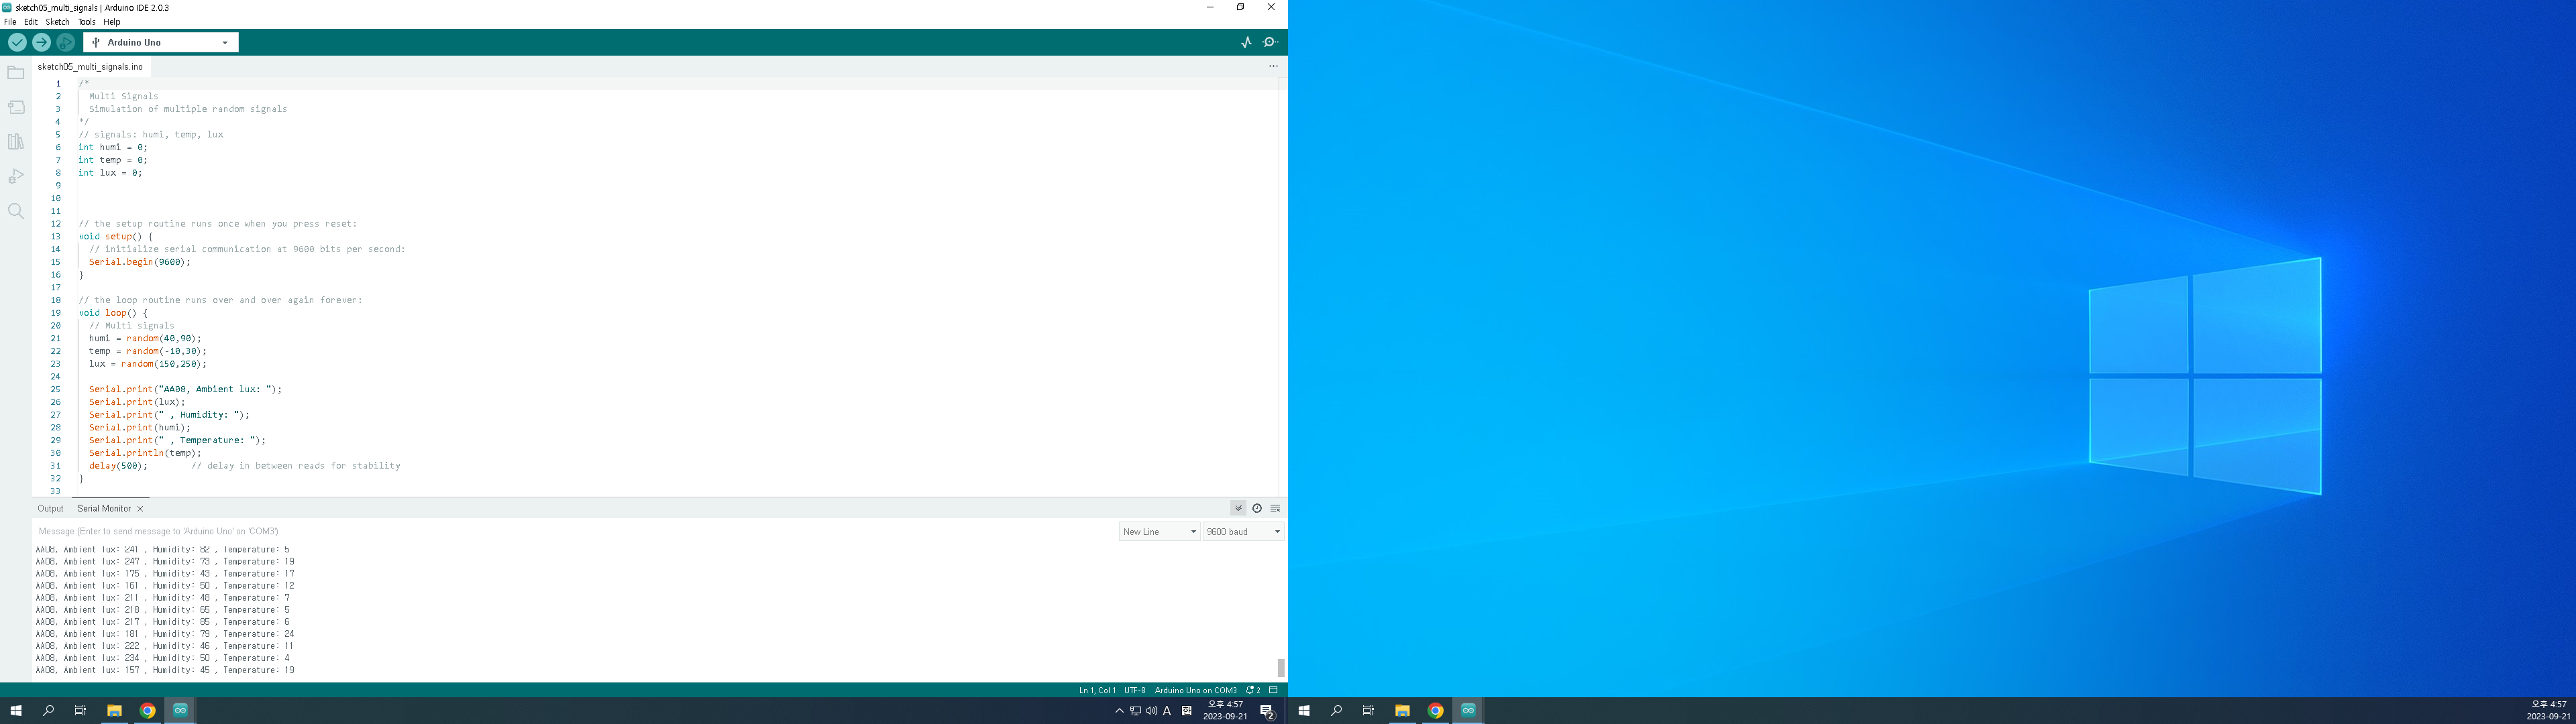 sketch05_multi_signals | Arduino IDE 2.0.3
File Edit Sketch Tools Help
Arduino Uno
sketch05_multi_signals.ino
1 /*
2 Multi Signals
3 Simulation of multiple random signals
4 */
5 // signals: humi, temp, lux
6 int humi = 0;
7 int temp = 0;
8 int lux = 0;
9
10
11
12 // the setup routine runs once when you press reset:
13 void setup() {
14 // initialize serial communication at 9600 bits per second:
15 Serial.begin(9600);
16 }
17
18 // the loop routine runs over and over again forever:
19 void loop() {
20 // Multi signals
21 humi = random(40,90);
22 temp = random(-10,30);
23 lux = random(150,250);
24
25 Serial.print("AA08, Ambient lux: ");
26 Serial.print(lux);
27 Serial.print(" , Humidity: ");
28 Serial.print(humi);
29 Serial.print(" , Temperature: ");
30 Serial.println(temp);
31 delay(500); // delay in between reads for stability
32 }
33
Output Serial Monitor
Message (Enter to send message to 'Arduino Uno' on 'COM3')
New Line 9600 baud
AA08, Ambient lux: 241 , Humidity: 82 , Temperature: 5
AA08, Ambient lux: 247 , Humidity: 73 , Temperature: 19
AA08, Ambient lux: 175 , Humidity: 43 , Temperature: 17
AA08, Ambient lux: 161 , Humidity: 50 , Temperature: 12
AA08, Ambient lux: 211 , Humidity: 48 , Temperature: 7
AA08, Ambient lux: 218 , Humidity: 65 , Temperature: 5
AA08, Ambient lux: 217 , Humidity: 85 , Temperature: 6
AA08, Ambient lux: 181 , Humidity: 79 , Temperature: 24
AA08, Ambient lux: 222 , Humidity: 46 , Temperature: 11
AA08, Ambient lux: 234 , Humidity: 50 , Temperature: 4
AA08, Ambient lux: 157 , Humidity: 45 , Temperature: 19
Ln 1, Col 1 UTF-8 Arduino Uno on COM3 2
A 오후 4:57
2023-09-21 2
오후 4:57
2023-09-21